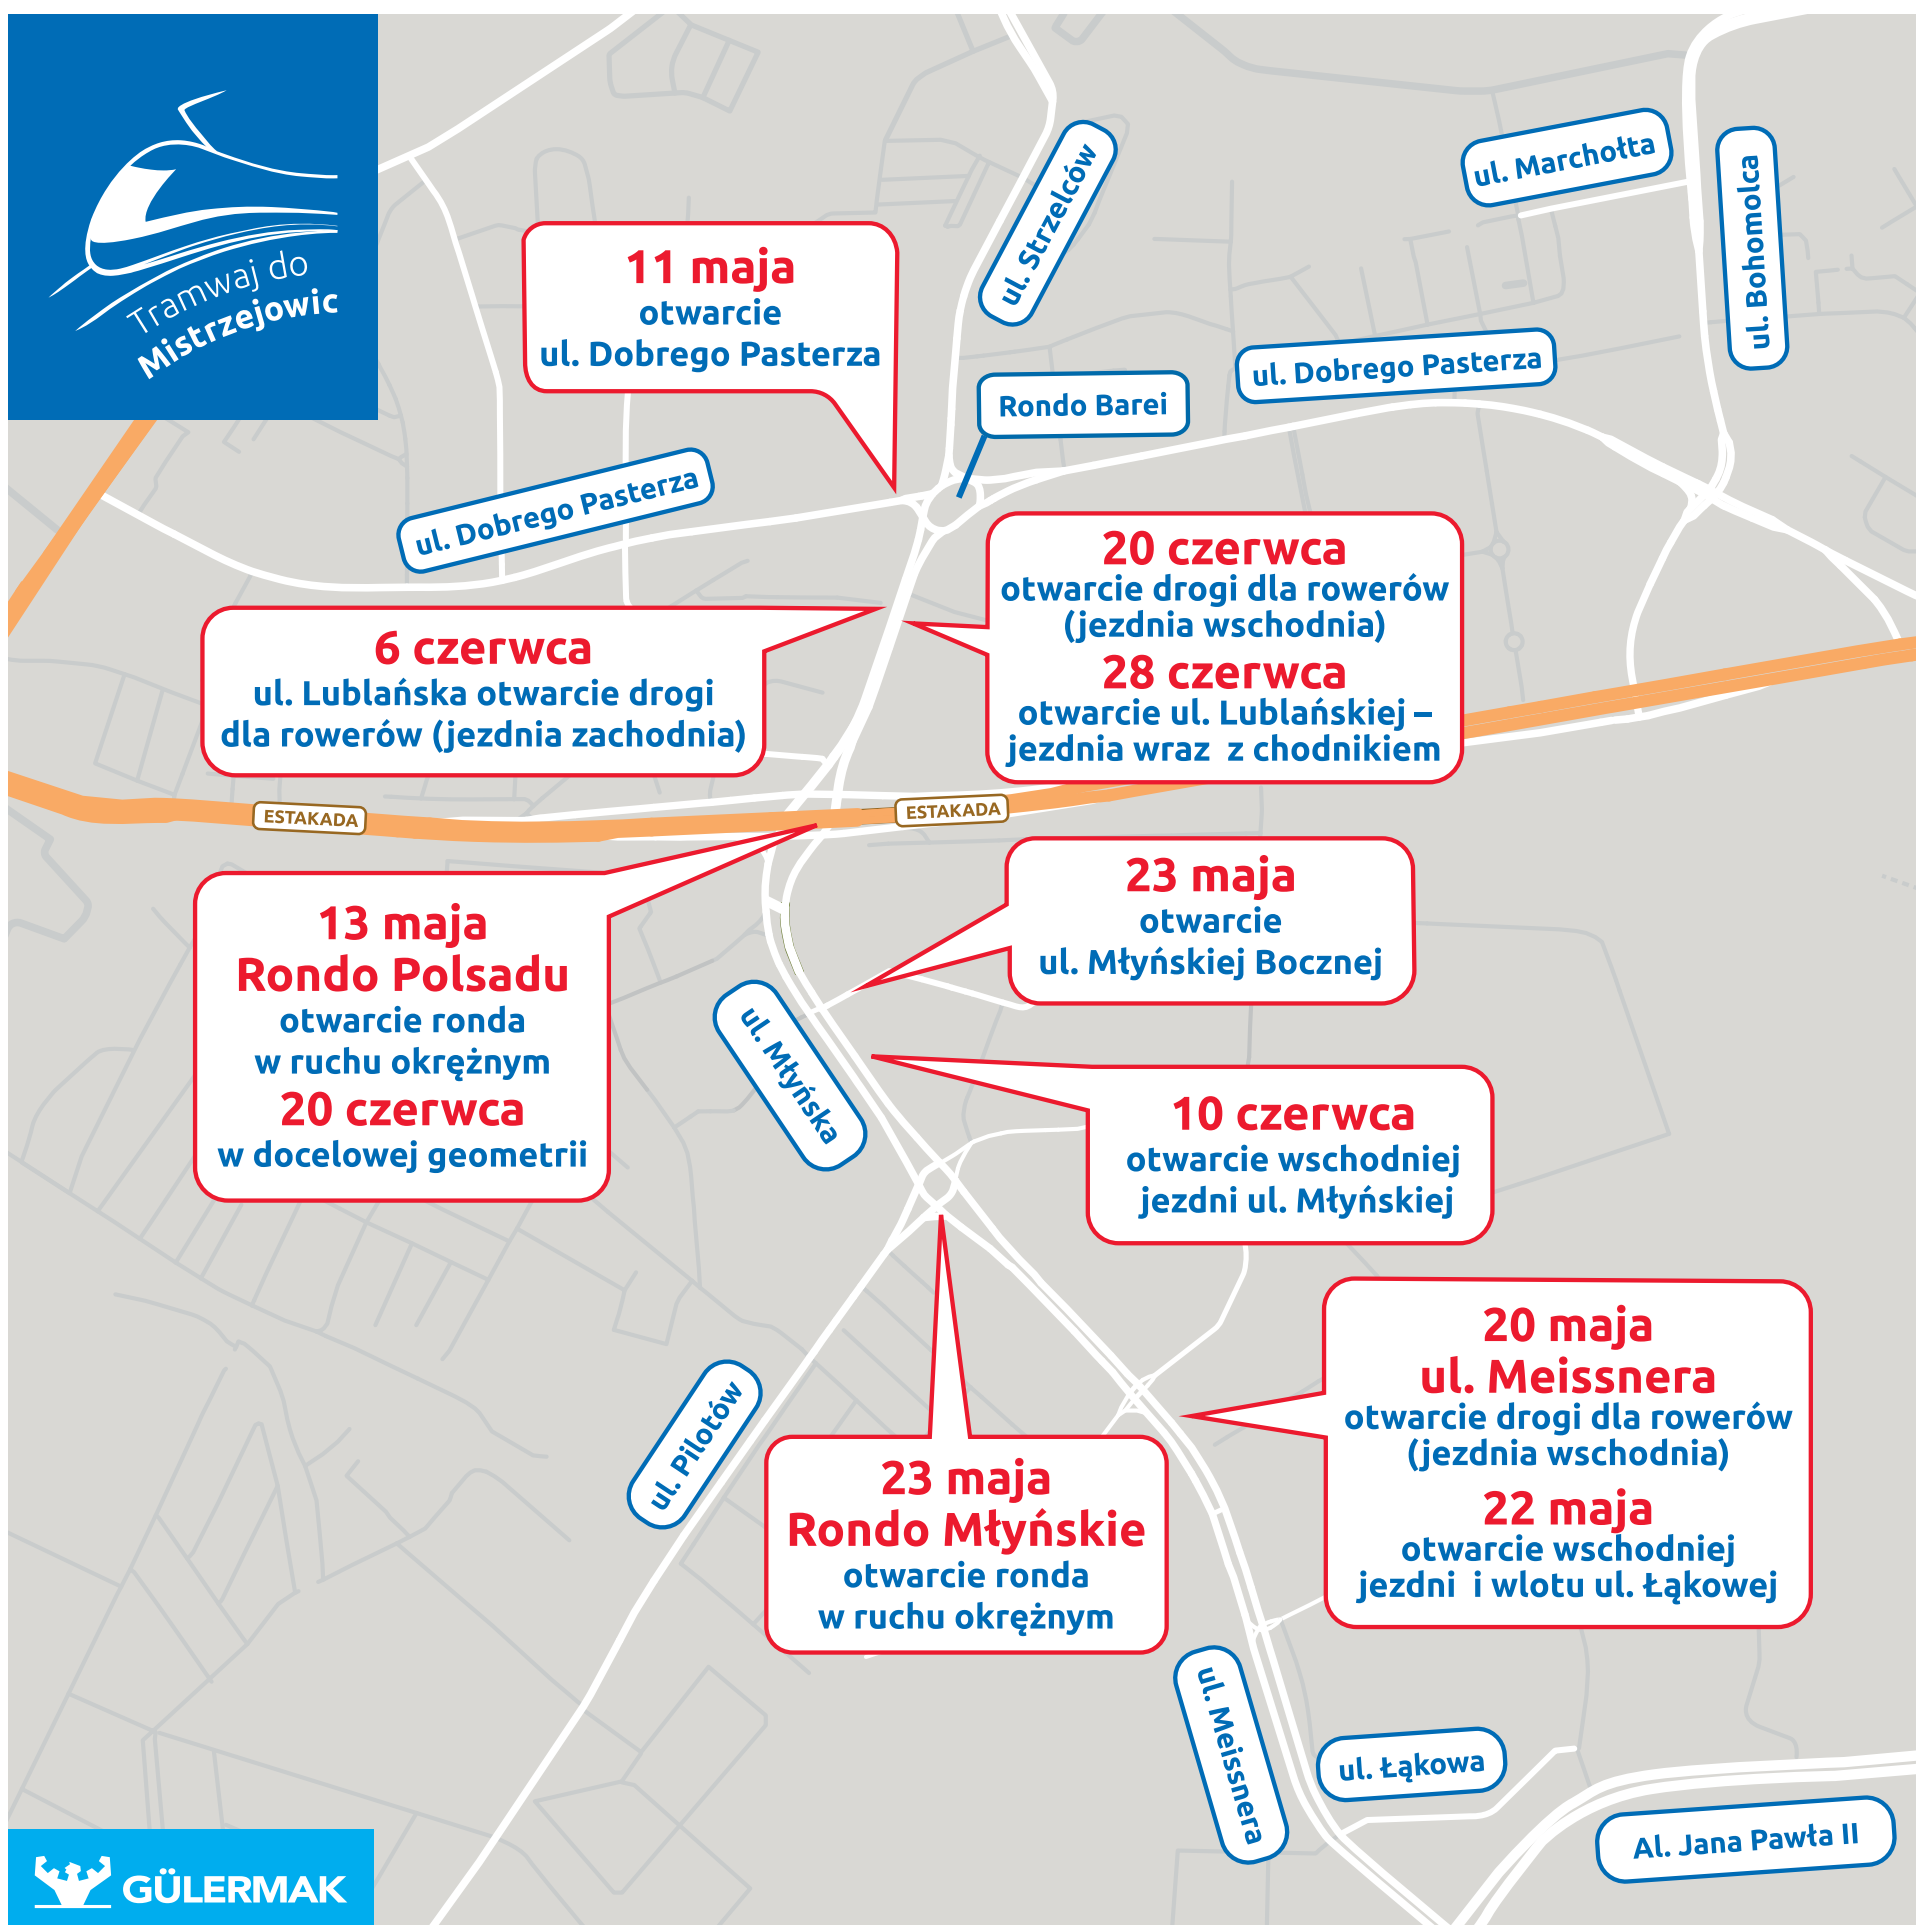 Tramwaj do
Mistrzejowic
ul. Strzelców
ul. Marchołta
ul. Bohomolca
11 maja
otwarcie
ul. Dobrego Pasterza
Rondo Barei
ul. Dobrego Pasterza
ul. Dobrego Pasterza
20 czerwca
otwarcie drogi dla rowerów
(jezdnia wschodnia)
28 czerwca
otwarcie ul. Lublańskiej –
jezdnia wraz z chodnikiem
6 czerwca
ul. Lublańska otwarcie drogi
dla rowerów (jezdnia zachodnia)
ESTAKADA
ESTAKADA
13 maja
Rondo Polsadu
otwarcie ronda
w ruchu okrężnym
20 czerwca
w docelowej geometrii
23 maja
otwarcie
ul. Młyńskiej Bocznej
ul. Młyńska
10 czerwca
otwarcie wschodniej
jezdni ul. Młyńskiej
20 maja
ul. Meissnera
otwarcie drogi dla rowerów
(jezdnia wschodnia)
22 maja
otwarcie wschodniej
jezdni i wlotu ul. Łąkowej
ul. Pilotów
23 maja
Rondo Młyńskie
otwarcie ronda
w ruchu okrężnym
ul. Meissnera
ul. Łąkowa
Al. Jana Pawła II
GÜLERMAK